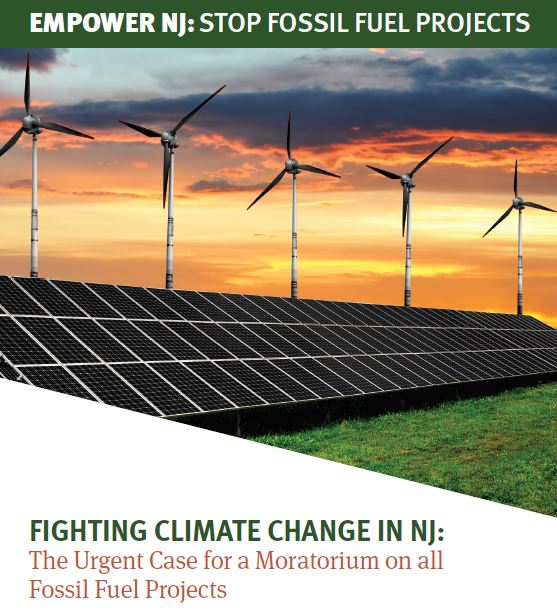 EMPOWER NJ: STOP FOSSIL FUEL PROJECTS
FIGHTING CLIMATE CHANGE IN NJ:
The Urgent Case for a Moratorium on all
Fossil Fuel Projects